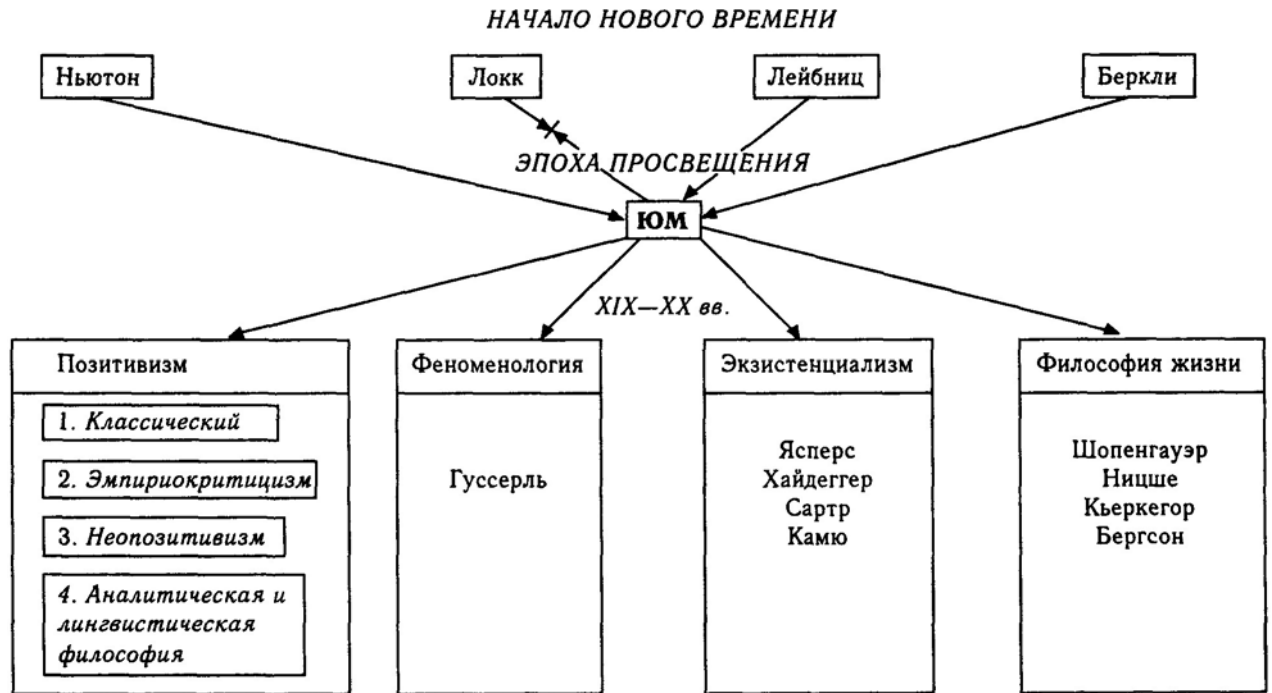 НАЧАЛО НОВОГО ВРЕМЕНИ
Ньютон
Локк
Лейбниц
Беркли
ЭПОХА ПРОСВЕЩЕНИЯ
ЮМ
XIX—XX вв.
Позитивизм
1. Классический
2. Эмпириокритицизм
3. Неопозитивизм
4. Аналитическая и
лингвистическая
философия
Феноменология
Гуссерль
Экзистенциализм
Ясперс
Хайдеггер
Сартр
Камю
Философия жизни
Шопенгауэр
Ницше
Кьеркегор
Бергсон